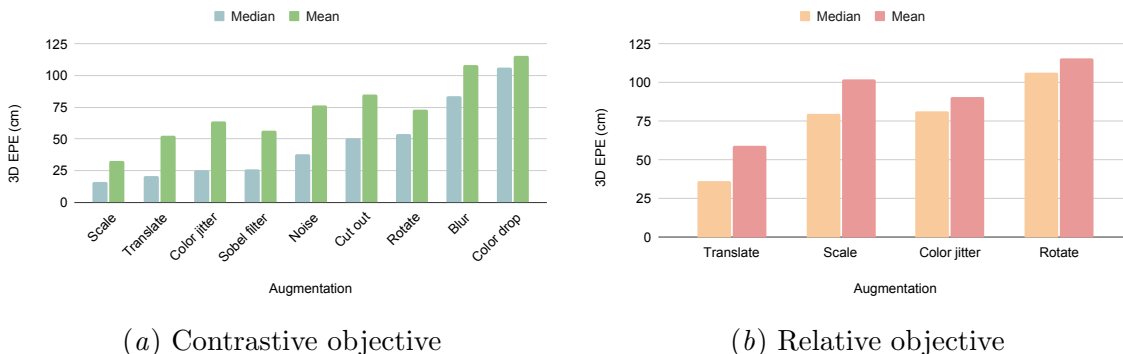 Median Mean
125
100
75
50
25
0
3D EPE (cm)
Scale
Translate
Color jitter
Sobel filter
Noise
Cut out
Rotate
Blur
Color drop
Augmentation
(a) Contrastive objective
Median Mean
125
100
75
50
25
0
3D EPE (cm)
Translate
Scale
Color jitter
Rotate
Augmentation
(b) Relative objective